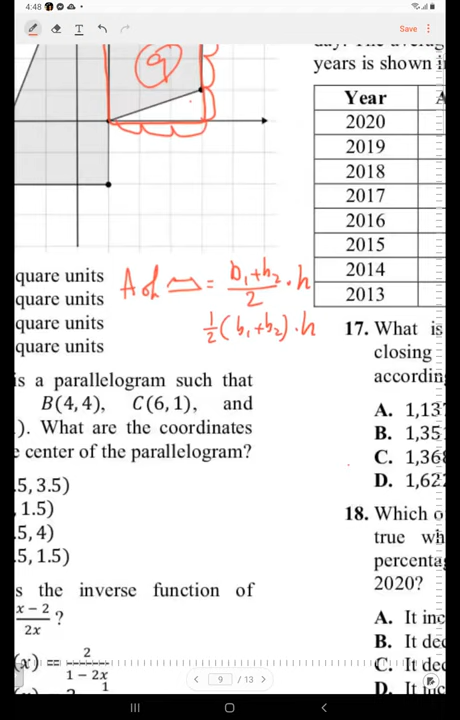 4:48
T
Save
9
years is shown i
Year
2020
2019
2018
2017
2016
2015
2014
2013
quare units
quare units
quare units
quare units
A of = b₁+b₂/2 · h
½(b₁+b₂)·h
is a parallelogram such that
B(4,4), C(6,1), and
). What are the coordinates
e center of the parallelogram?
5, 3.5)
, 1.5)
5, 4)
5, 1.5)
s the inverse function of
x − 2/2x ?
(x) = 2/1 − 2x
1
17. What is
closing
accordin
A. 1,13
B. 1,35
C. 1,36
D. 1,62
18. Which o
true wh
percenta
2020?
A. It inc
B. It dec
C. It dec
D. It inc
9 / 13